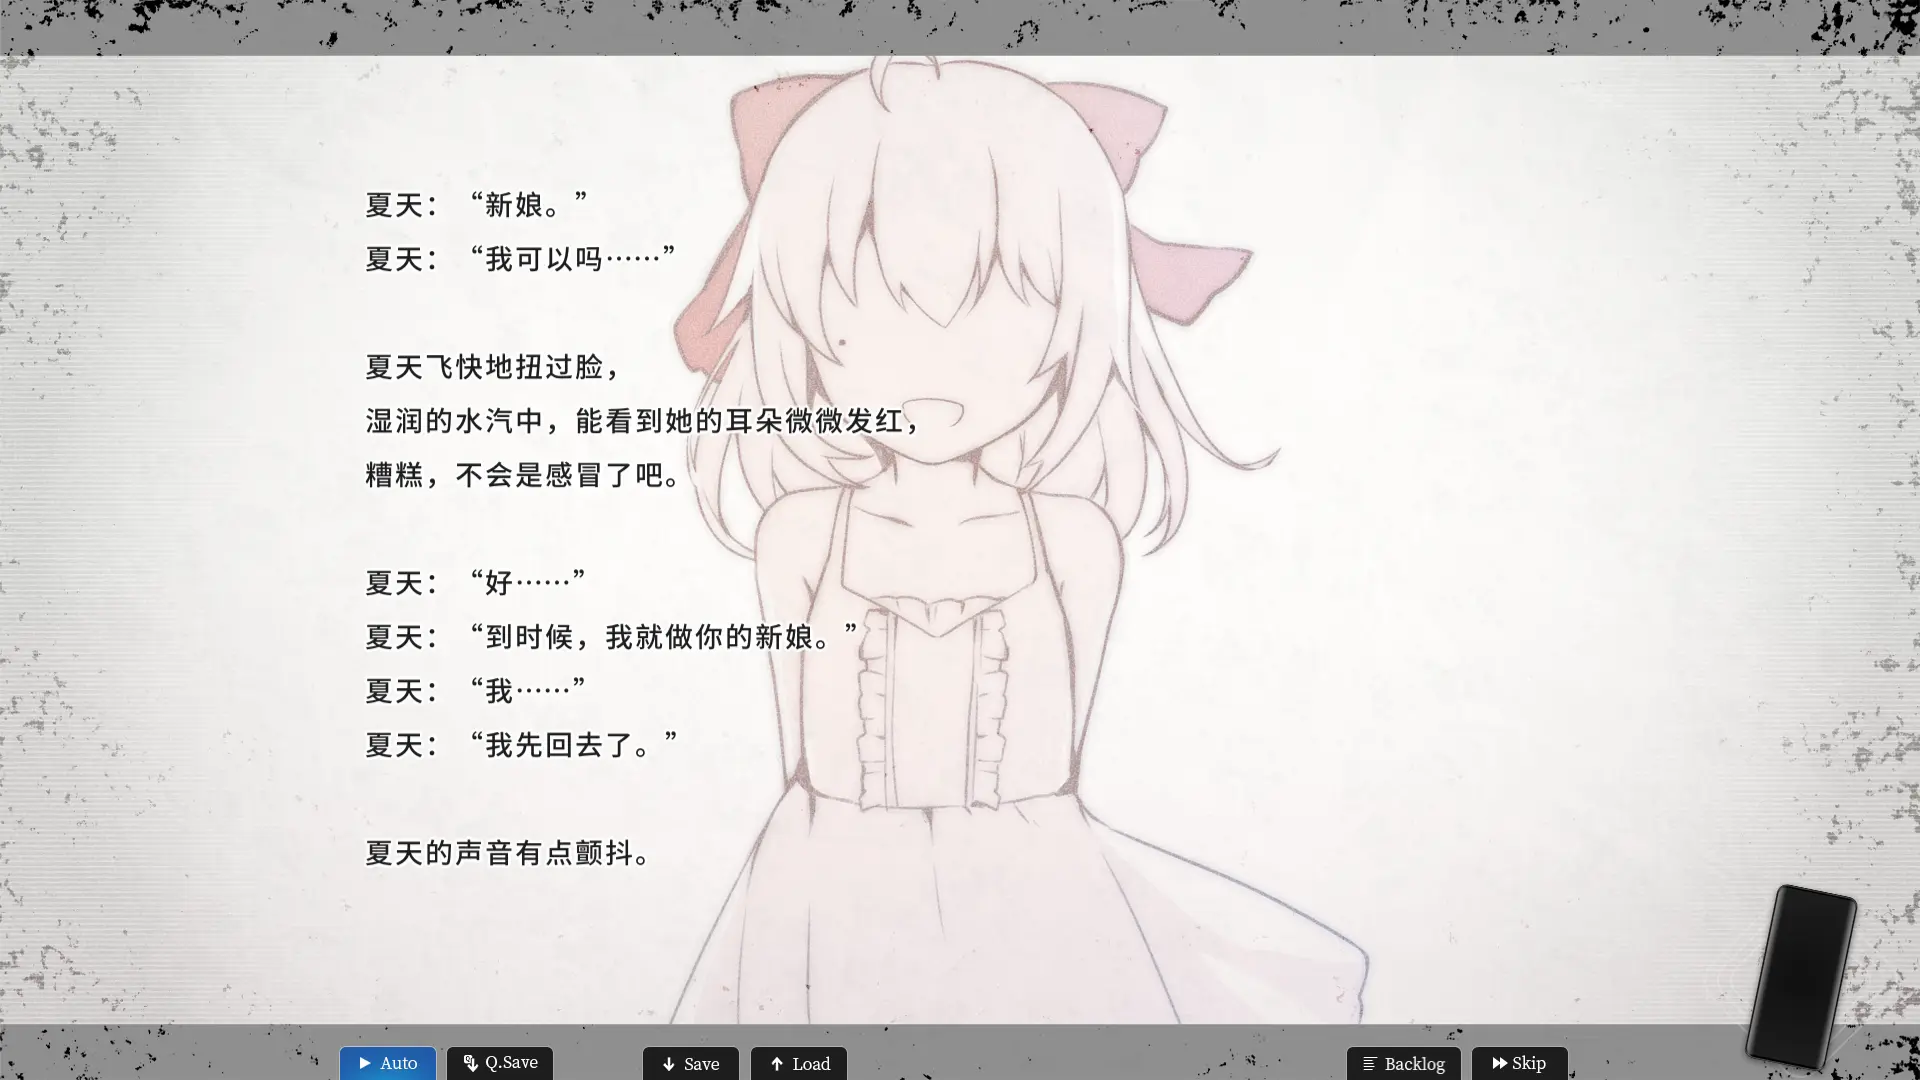 夏天：“新娘。”
夏天：“我可以吗……”
夏天飞快地扭过脸，
湿润的水汽中，能看到她的耳朵微微发红，
糟糕，不会是感冒了吧。
夏天：“好……”
夏天：“到时候，我就做你的新娘。”
夏天：“我……”
夏天：“我先回去了。”
夏天的声音有点颤抖。
Auto Q.Save Save Load Backlog Skip